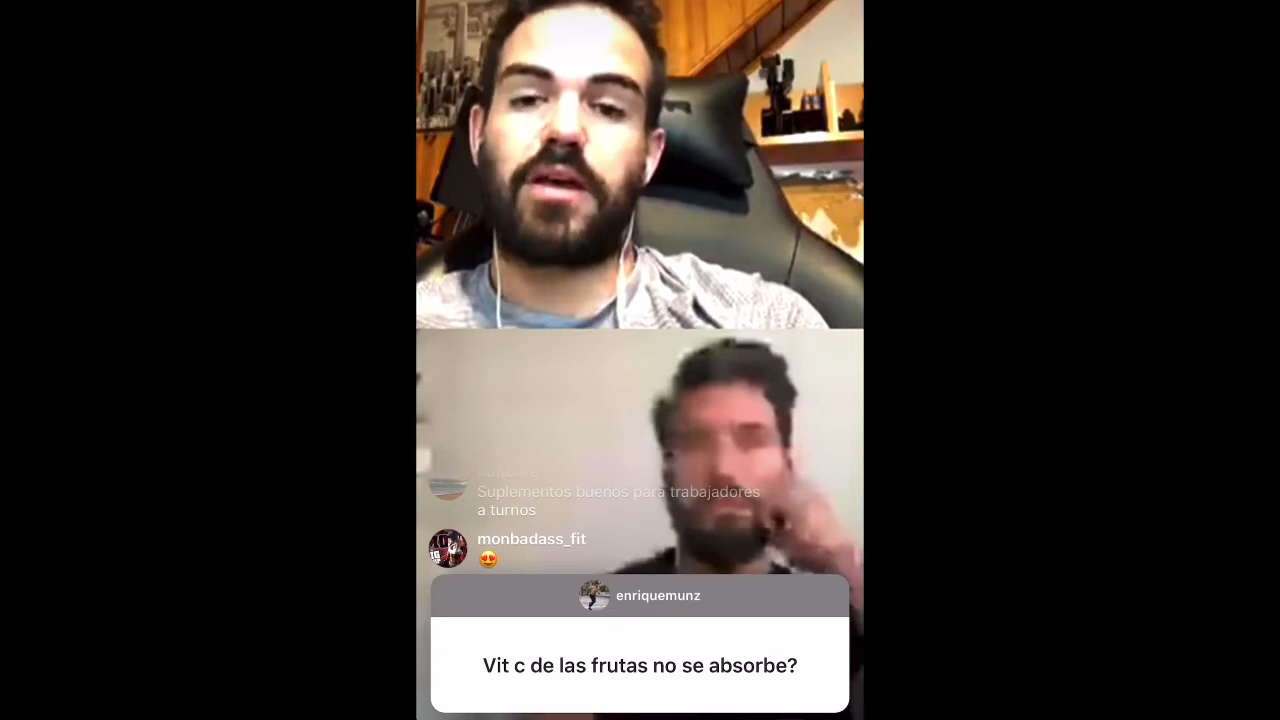 Suplementos buenos para trabajadores
a turnos
monbadass_fit
😍
enriquemunz
Vit c de las frutas no se absorbe?